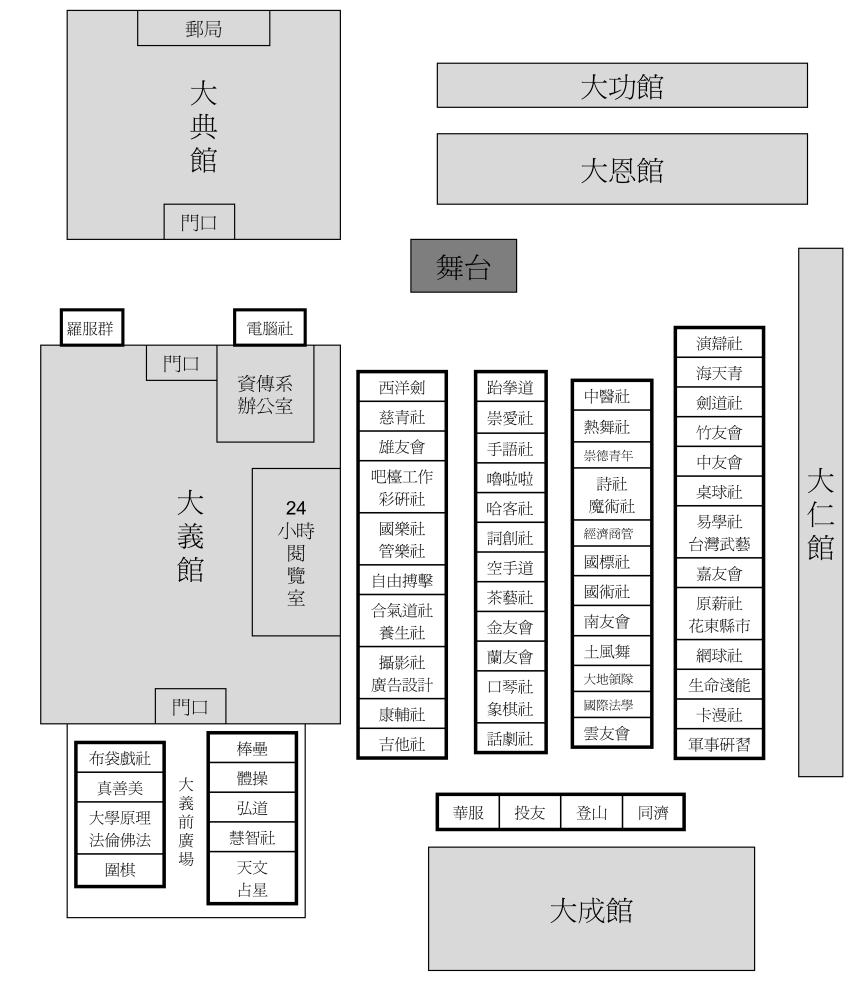 郵局
大典館
門口
大功館
大恩館
舞台
大仁館
羅服群
電腦社
門口
資傳系
辦公室
大義館
24
小時
閱
覽
室
門口
西洋劍
慈青社
雄友會
吧檯工作
彩研社
國樂社
管樂社
自由搏擊
合氣道社
養生社
攝影社
廣告設計
康輔社
吉他社
跆拳道
崇愛社
手語社
嚕啦啦
哈客社
詞創社
空手道
茶藝社
金友會
蘭友會
口琴社
象棋社
話劇社
中醫社
熱舞社
崇德青年
詩社
魔術社
經濟商管
國標社
國術社
南友會
土風舞
大地領隊
國際法學
雲友會
演辯社
海天青
劍道社
竹友會
中友會
桌球社
易學社
台灣武藝
嘉友會
原薪社
花東縣市
網球社
生命淺能
卡漫社
軍事研習
布袋戲社
真善美
大學原理
法倫佛法
圍棋
大義前廣場
棒壘
體操
弘道
慧智社
天文
占星
華服
投友
登山
同濟
大成館